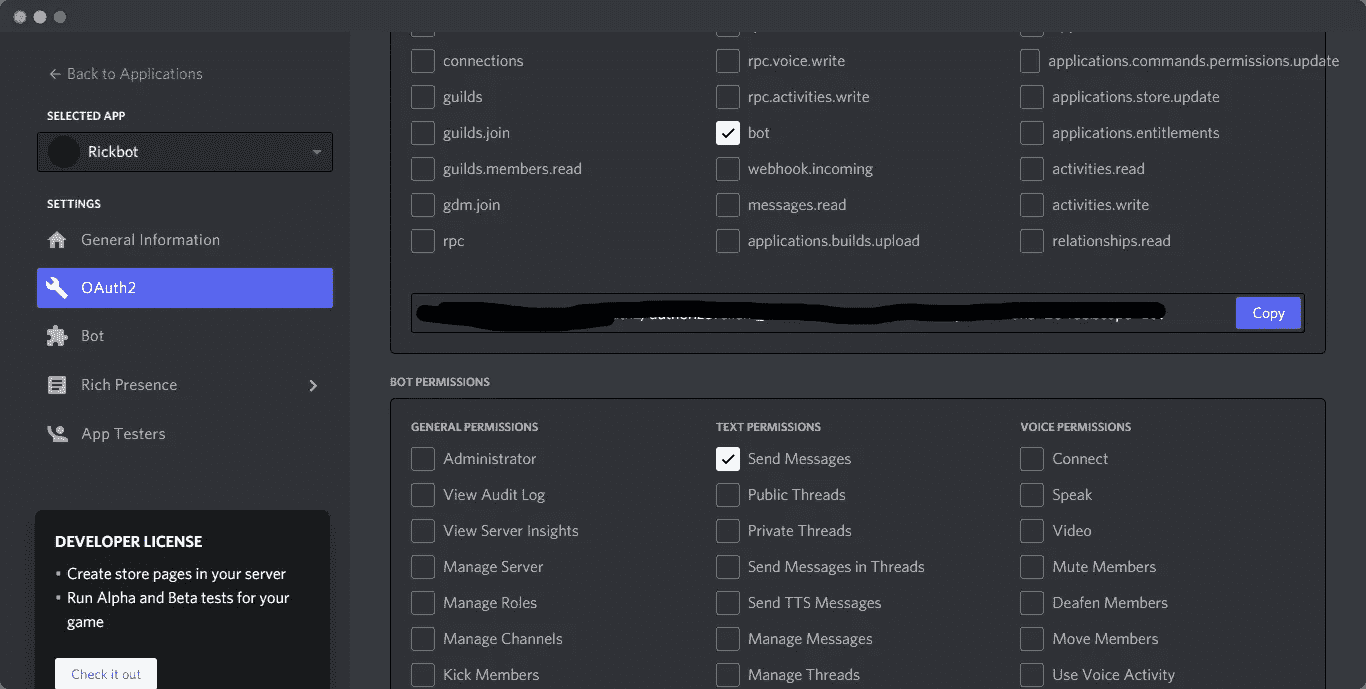 ← Back to Applications
SELECTED APP
Rickbot
SETTINGS
General Information
OAuth2
Bot
Rich Presence
App Testers
DEVELOPER LICENSE
• Create store pages in your server
• Run Alpha and Beta tests for your
game
Check it out
connections
guilds
guilds.join
guilds.members.read
gdm.join
rpc
rpc.voice.write
rpc.activities.write
bot
webhook.incoming
messages.read
applications.builds.upload
applications.commands.permissions.update
applications.store.update
applications.entitlements
activities.read
activities.write
relationships.read
Copy
BOT PERMISSIONS
GENERAL PERMISSIONS
Administrator
View Audit Log
View Server Insights
Manage Server
Manage Roles
Manage Channels
Kick Members
TEXT PERMISSIONS
Send Messages
Public Threads
Private Threads
Send Messages in Threads
Send TTS Messages
Manage Messages
Manage Threads
VOICE PERMISSIONS
Connect
Speak
Video
Mute Members
Deafen Members
Move Members
Use Voice Activity